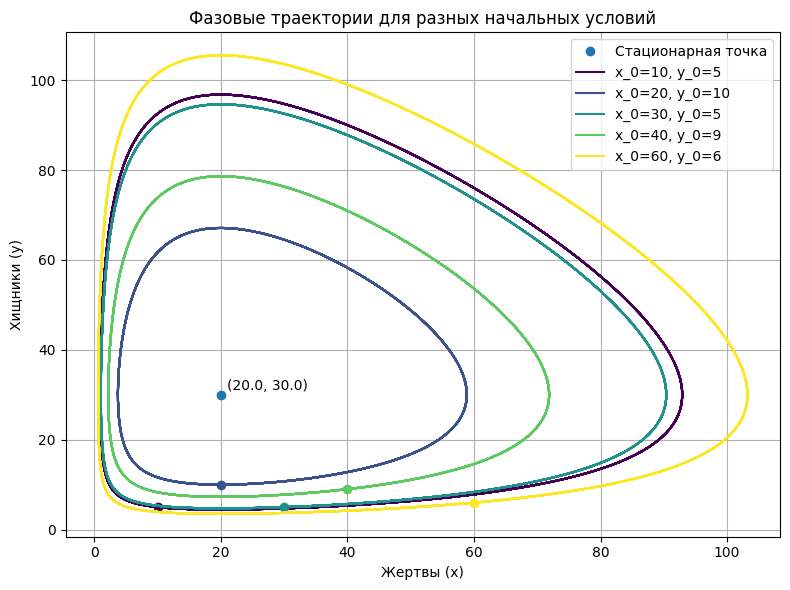 Фазовые траектории для разных начальных условий
Стационарная точка
x_0=10, y_0=5
x_0=20, y_0=10
x_0=30, y_0=5
x_0=40, y_0=9
x_0=60, y_0=6
Хищники (y)
100
80
60
40
20
0
(20.0, 30.0)
0
20
40
60
80
100
Жертвы (x)